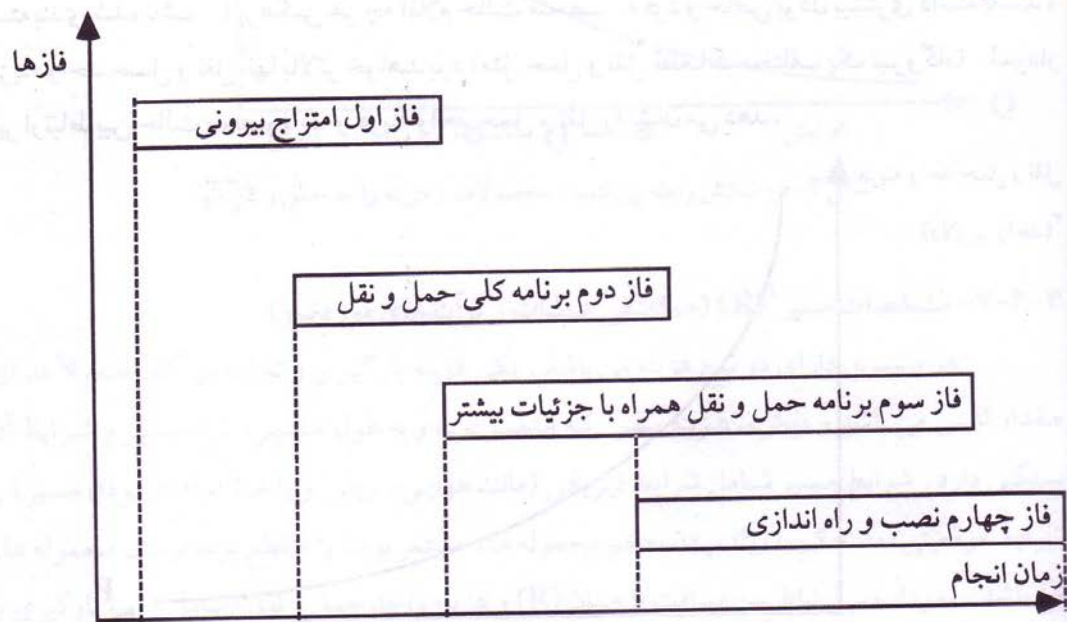 فازها
فاز اول امتزاج بیرونی
فاز دوم برنامه کلی حمل و نقل
فاز سوم برنامه حمل و نقل همراه با جزئیات بیشتر
فاز چهارم نصب و راه اندازی
زمان انجام